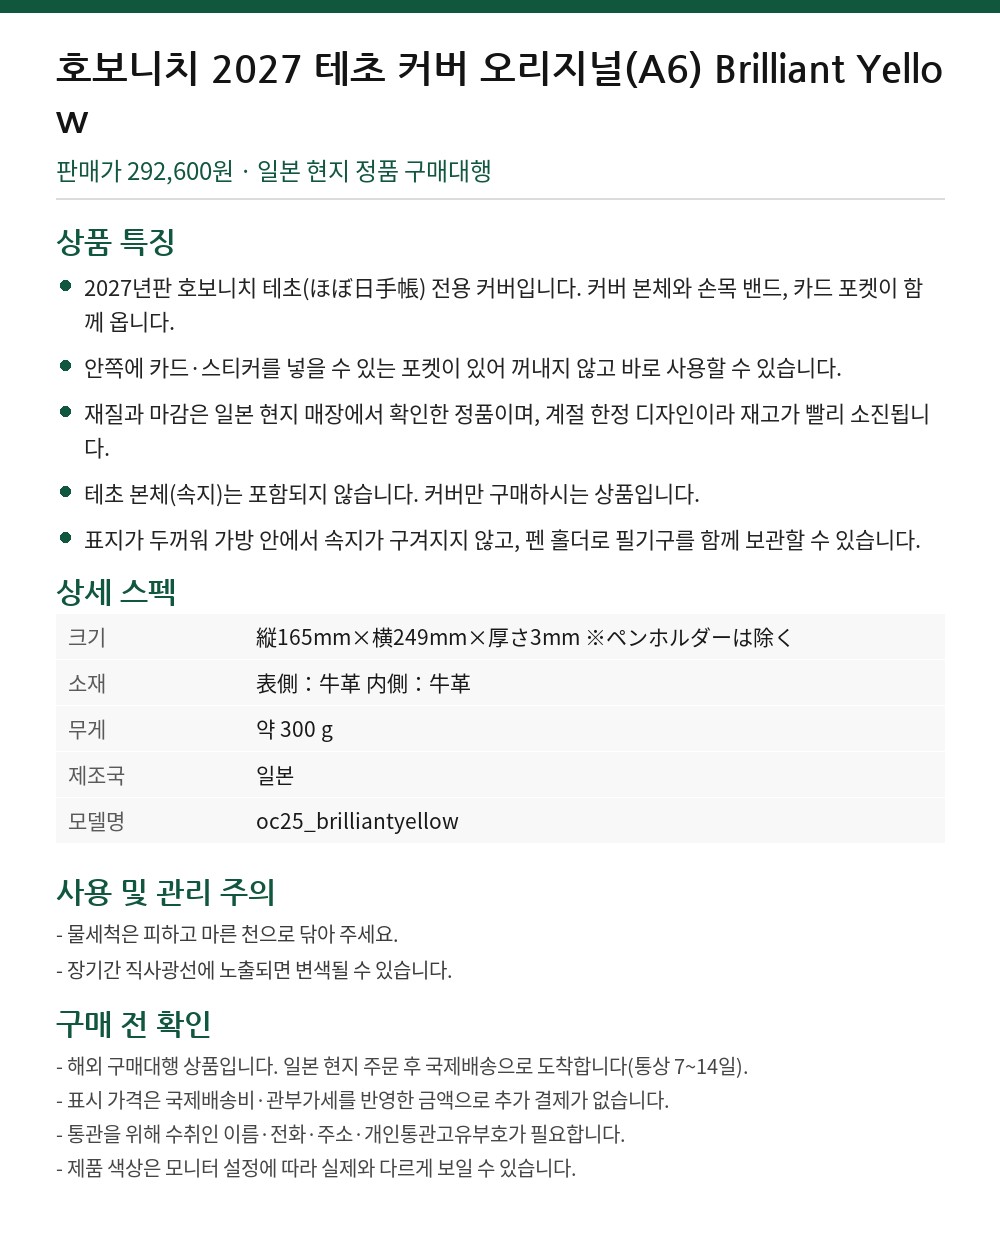 호보니치 2027 테초 커버 오리지널(A6) Brilliant Yello
w
판매가 292,600원 · 일본 현지 정품 구매대행
상품 특징
● 2027년판 호보니치 테초(ほぼ日手帳) 전용 커버입니다. 커버 본체와 손목 밴드, 카드 포켓이 함
께 옵니다.
● 안쪽에 카드·스티커를 넣을 수 있는 포켓이 있어 꺼내지 않고 바로 사용할 수 있습니다.
● 재질과 마감은 일본 현지 매장에서 확인한 정품이며, 계절 한정 디자인이라 재고가 빨리 소진됩니
다.
● 테초 본체(속지)는 포함되지 않습니다. 커버만 구매하시는 상품입니다.
● 표지가 두꺼워 가방 안에서 속지가 구겨지지 않고, 펜 홀더로 필기구를 함께 보관할 수 있습니다.
상세 스펙
크기 縦165mm×横249mm×厚さ3mm ※ペンホルダーは除く
소재 表側：牛革 内側：牛革
무게 약 300 g
제조국 일본
모델명 oc25_brilliantyellow
사용 및 관리 주의
- 물세척은 피하고 마른 천으로 닦아 주세요.
- 장기간 직사광선에 노출되면 변색될 수 있습니다.
구매 전 확인
- 해외 구매대행 상품입니다. 일본 현지 주문 후 국제배송으로 도착합니다(통상 7~14일).
- 표시 가격은 국제배송비·관부가세를 반영한 금액으로 추가 결제가 없습니다.
- 통관을 위해 수취인 이름·전화·주소·개인통관고유부호가 필요합니다.
- 제품 색상은 모니터 설정에 따라 실제와 다르게 보일 수 있습니다.